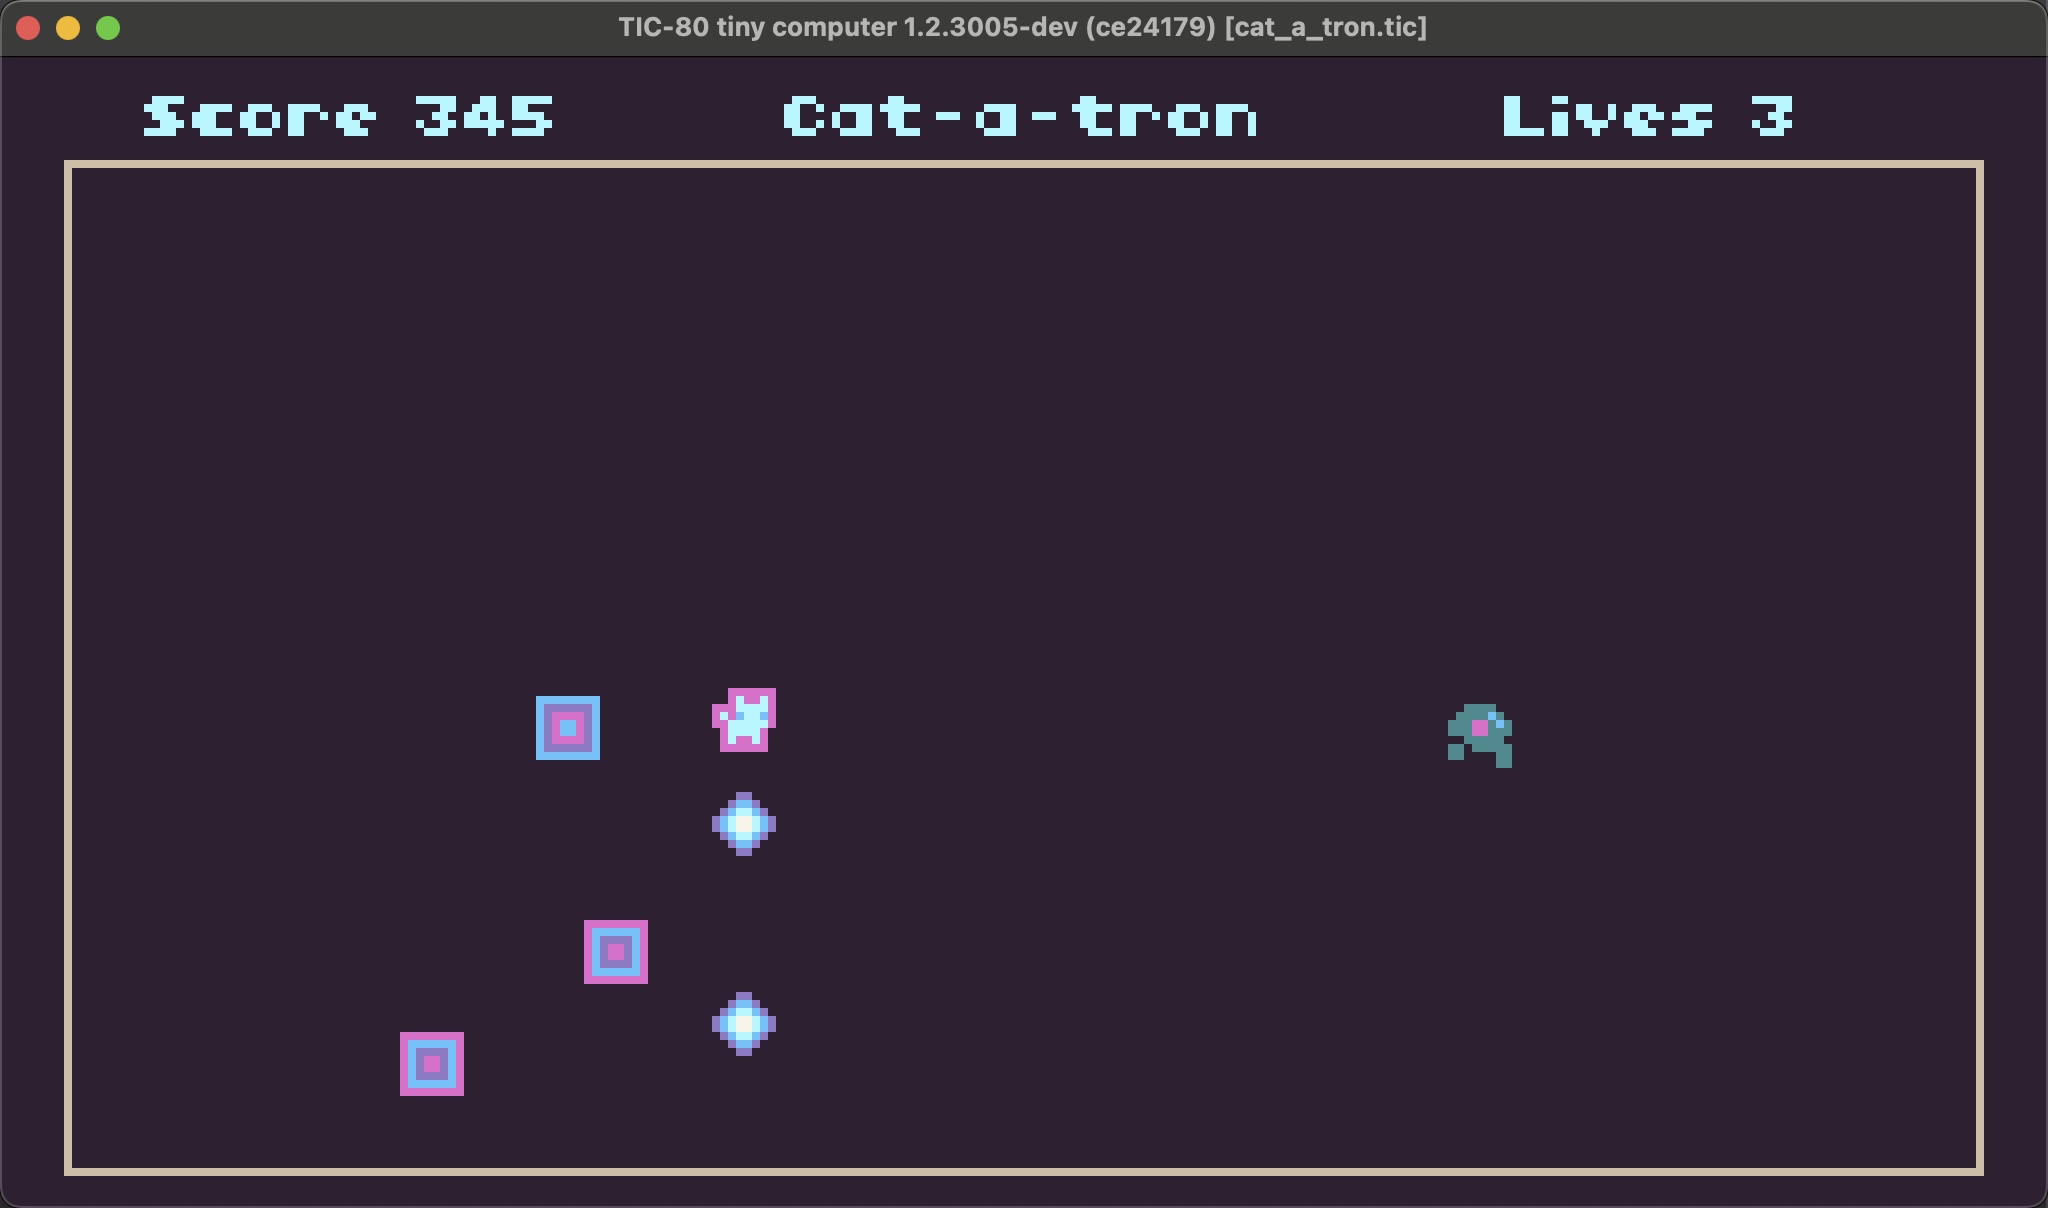 TIC-80 tiny computer 1.2.3005-dev (ce24179) [cat_a_tron.tic]
Score 345 Cat-a-tron Lives 3